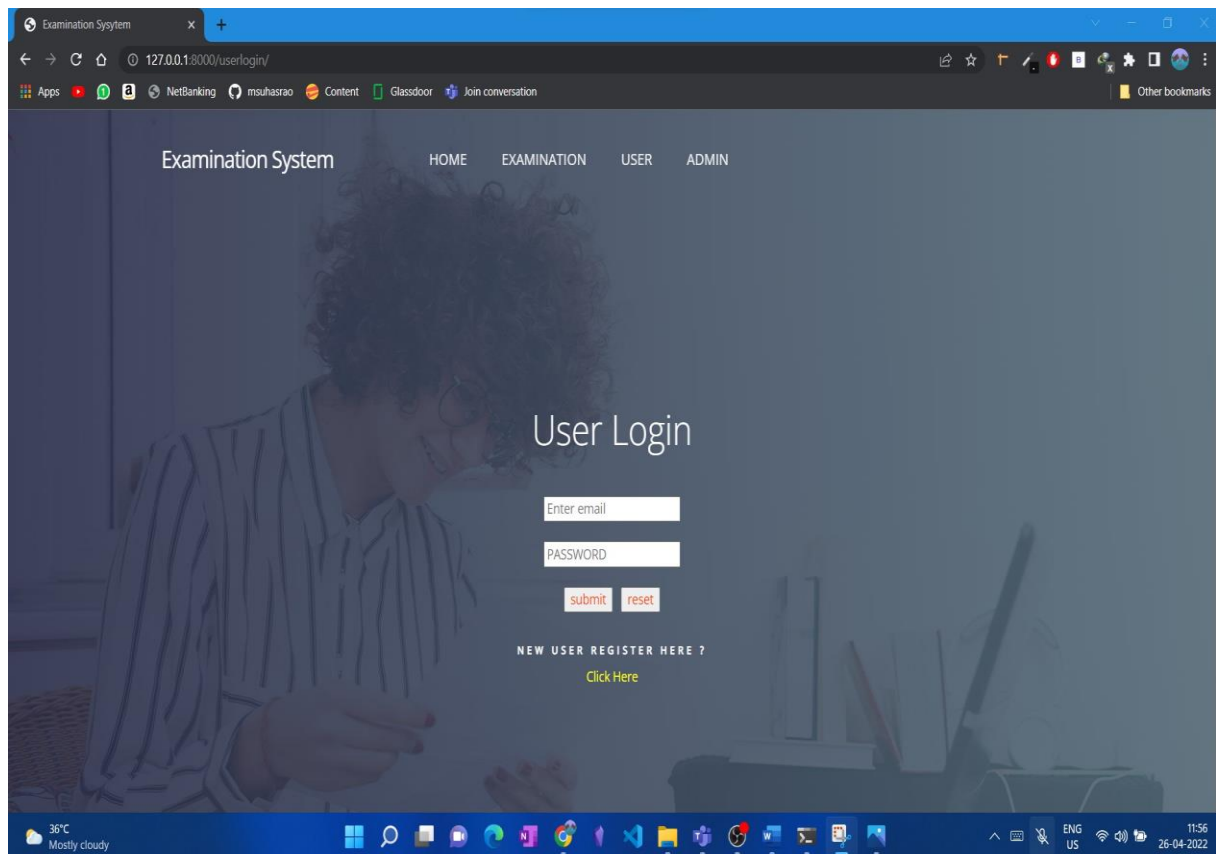 Examination Sysytem
127.0.0.1:8000/userlogin/
Apps NetBanking msuhasrao Content Glassdoor Join conversation Other bookmarks
Examination System HOME EXAMINATION USER ADMIN
User Login
Enter email
PASSWORD
submit reset
NEW USER REGISTER HERE ?
Click Here
36°C
Mostly cloudy
ENG
US
11:56
26-04-2022